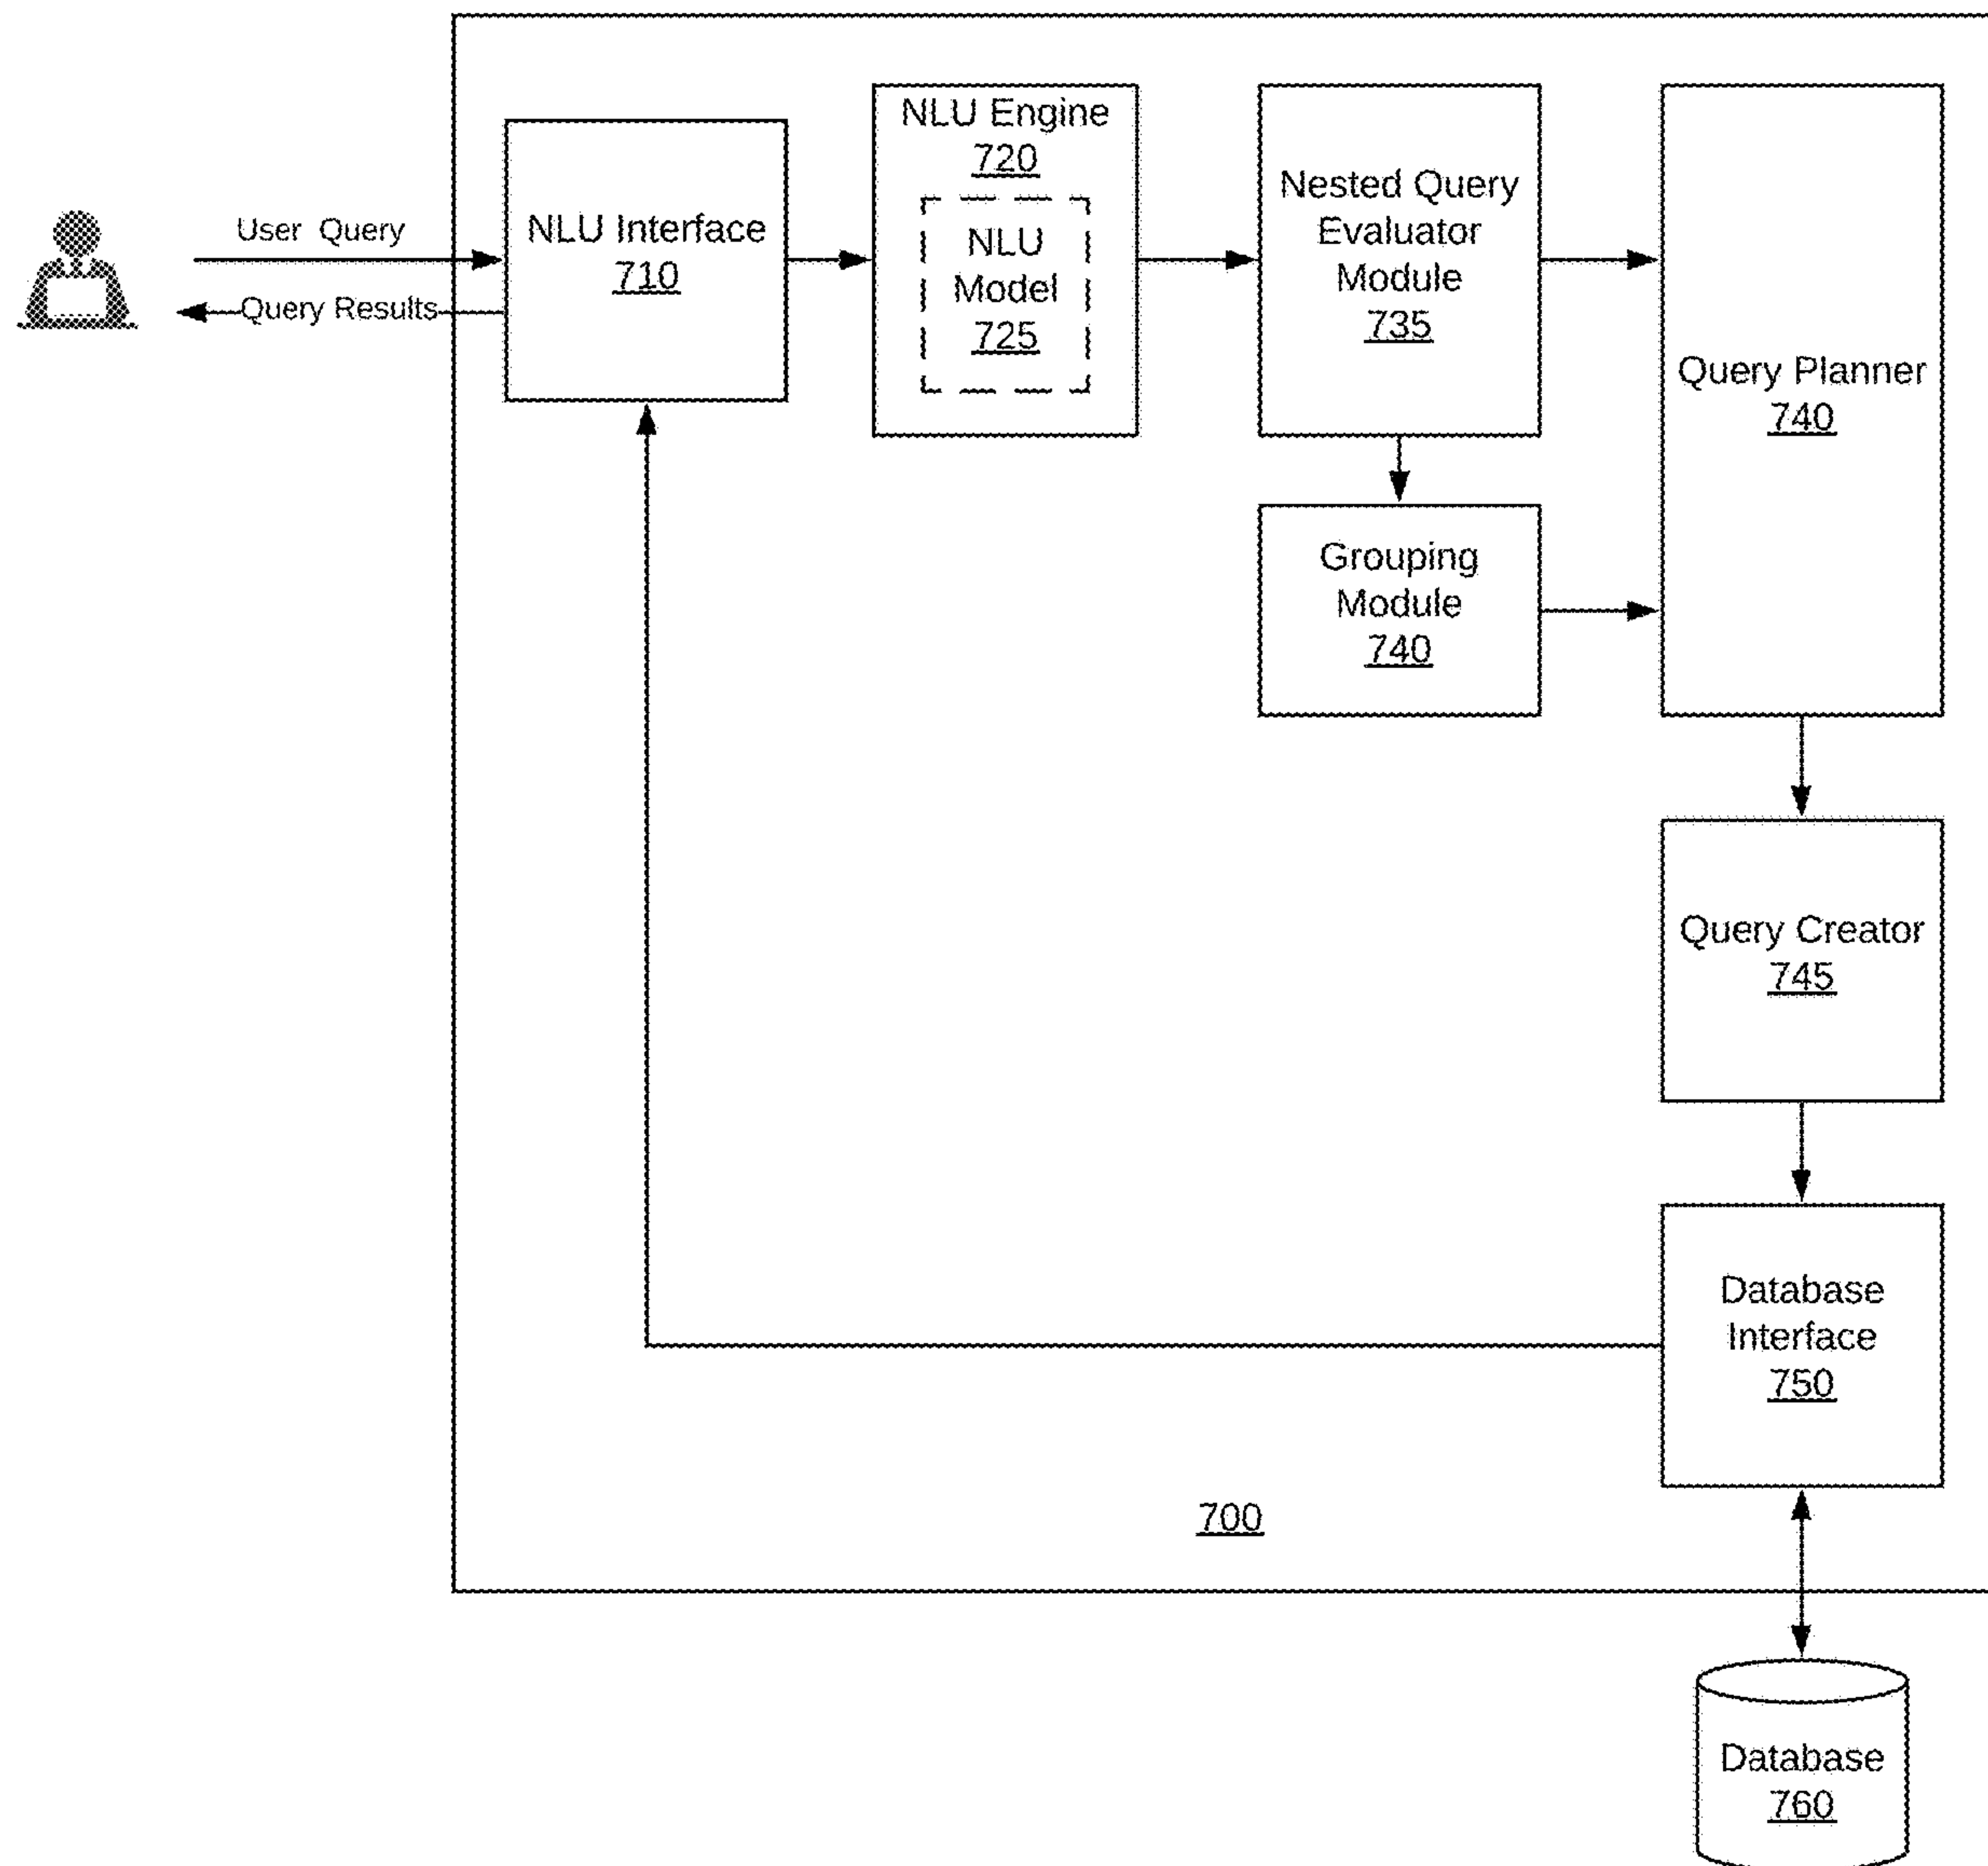 User Query
Query Results
NLU Interface
710
NLU Engine
720
NLU
Model
725
Nested Query
Evaluator
Module
735
Query Planner
740
Grouping
Module
740
Query Creator
745
Database
Interface
750
700
Database
760